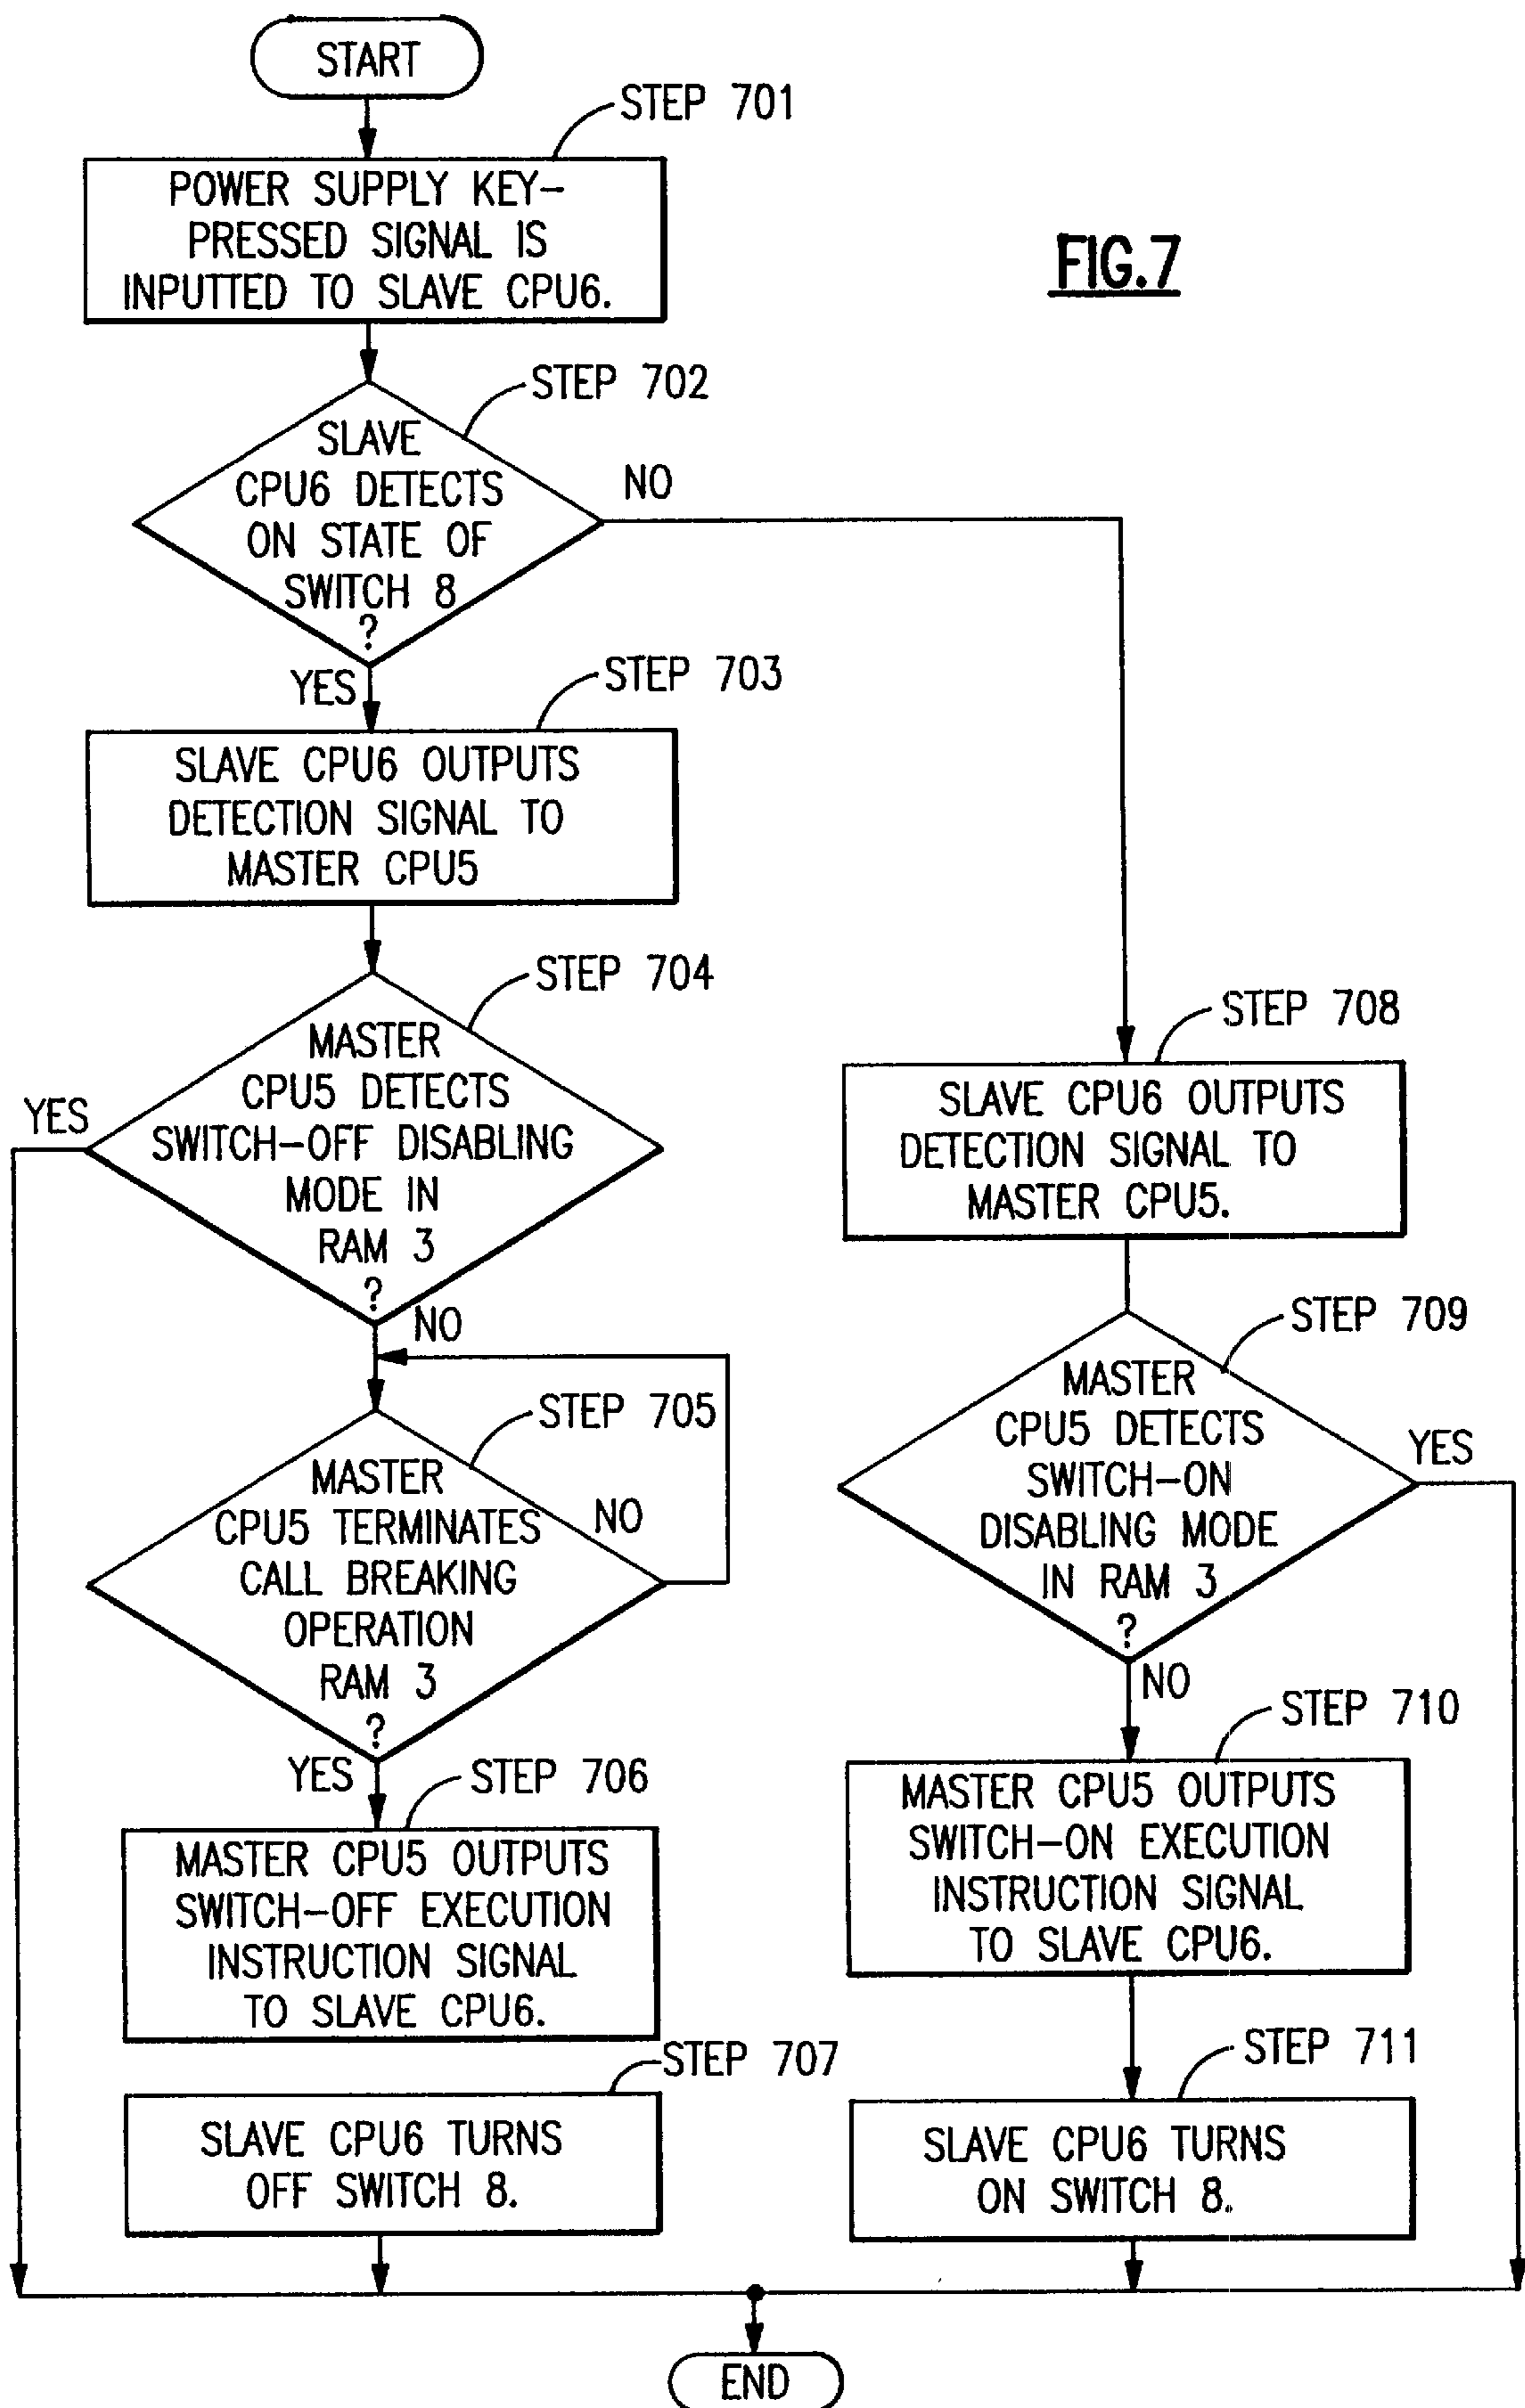 START
STEP 701
POWER SUPPLY KEY-
PRESSED SIGNAL IS
INPUTTED TO SLAVE CPU6.
FIG.7
STEP 702
SLAVE
CPU6 DETECTS
ON STATE OF
SWITCH 8
?
NO
YES
STEP 703
SLAVE CPU6 OUTPUTS
DETECTION SIGNAL TO
MASTER CPU5
STEP 704
MASTER
CPU5 DETECTS
SWITCH-OFF DISABLING
MODE IN
RAM 3
?
YES
NO
STEP 705
MASTER
CPU5 TERMINATES
CALL BREAKING
OPERATION
RAM 3
?
NO
YES
STEP 706
MASTER CPU5 OUTPUTS
SWITCH-OFF EXECUTION
INSTRUCTION SIGNAL
TO SLAVE CPU6.
STEP 707
SLAVE CPU6 TURNS
OFF SWITCH 8.
STEP 708
SLAVE CPU6 OUTPUTS
DETECTION SIGNAL TO
MASTER CPU5.
STEP 709
MASTER
CPU5 DETECTS
SWITCH-ON
DISABLING MODE
IN RAM 3
?
YES
NO
STEP 710
MASTER CPU5 OUTPUTS
SWITCH-ON EXECUTION
INSTRUCTION SIGNAL
TO SLAVE CPU6.
STEP 711
SLAVE CPU6 TURNS
ON SWITCH 8.
END